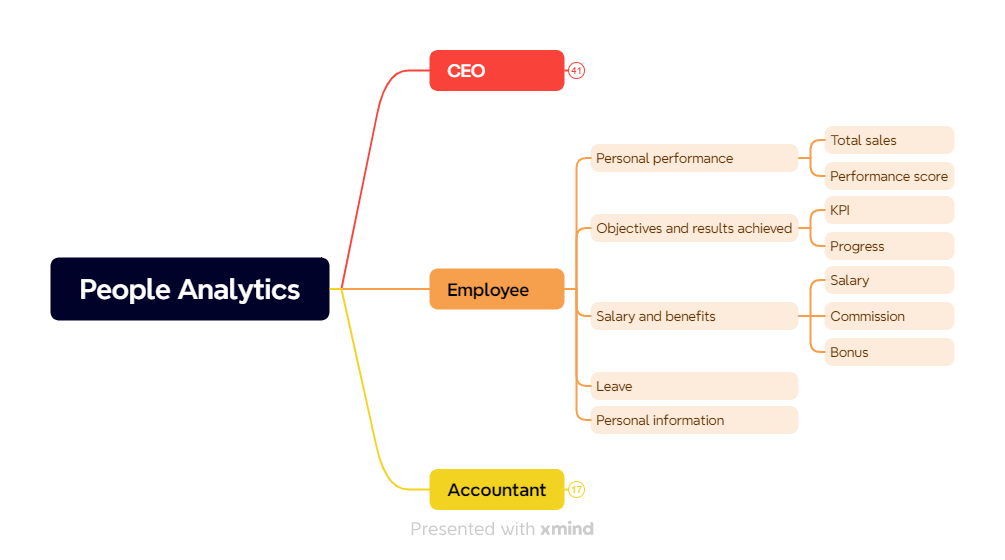 CEO
41
Total sales
Personal performance
Performance score
KPI
Objectives and results achieved
Progress
People Analytics
Employee
Salary
Salary and benefits
Commission
Bonus
Leave
Personal information
Accountant
17
Presented with xmind